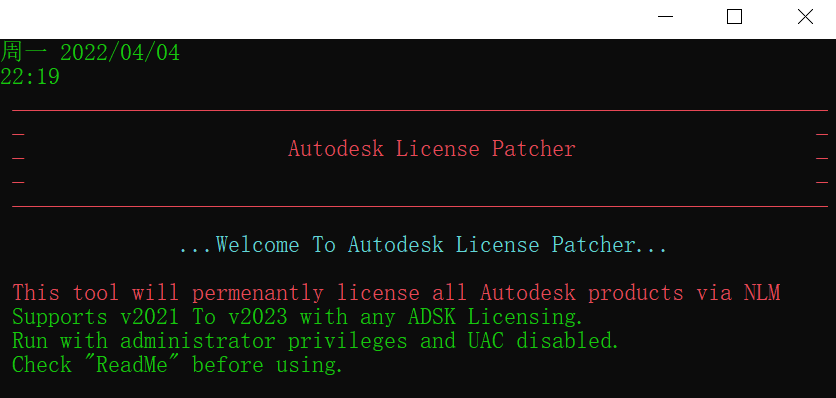 周一 2022/04/04
22:19
Autodesk License Patcher
...Welcome To Autodesk License Patcher...
This tool will permenantly license all Autodesk products via NLM
Supports v2021 To v2023 with any ADSK Licensing.
Run with administrator privileges and UAC disabled.
Check "ReadMe" before using.